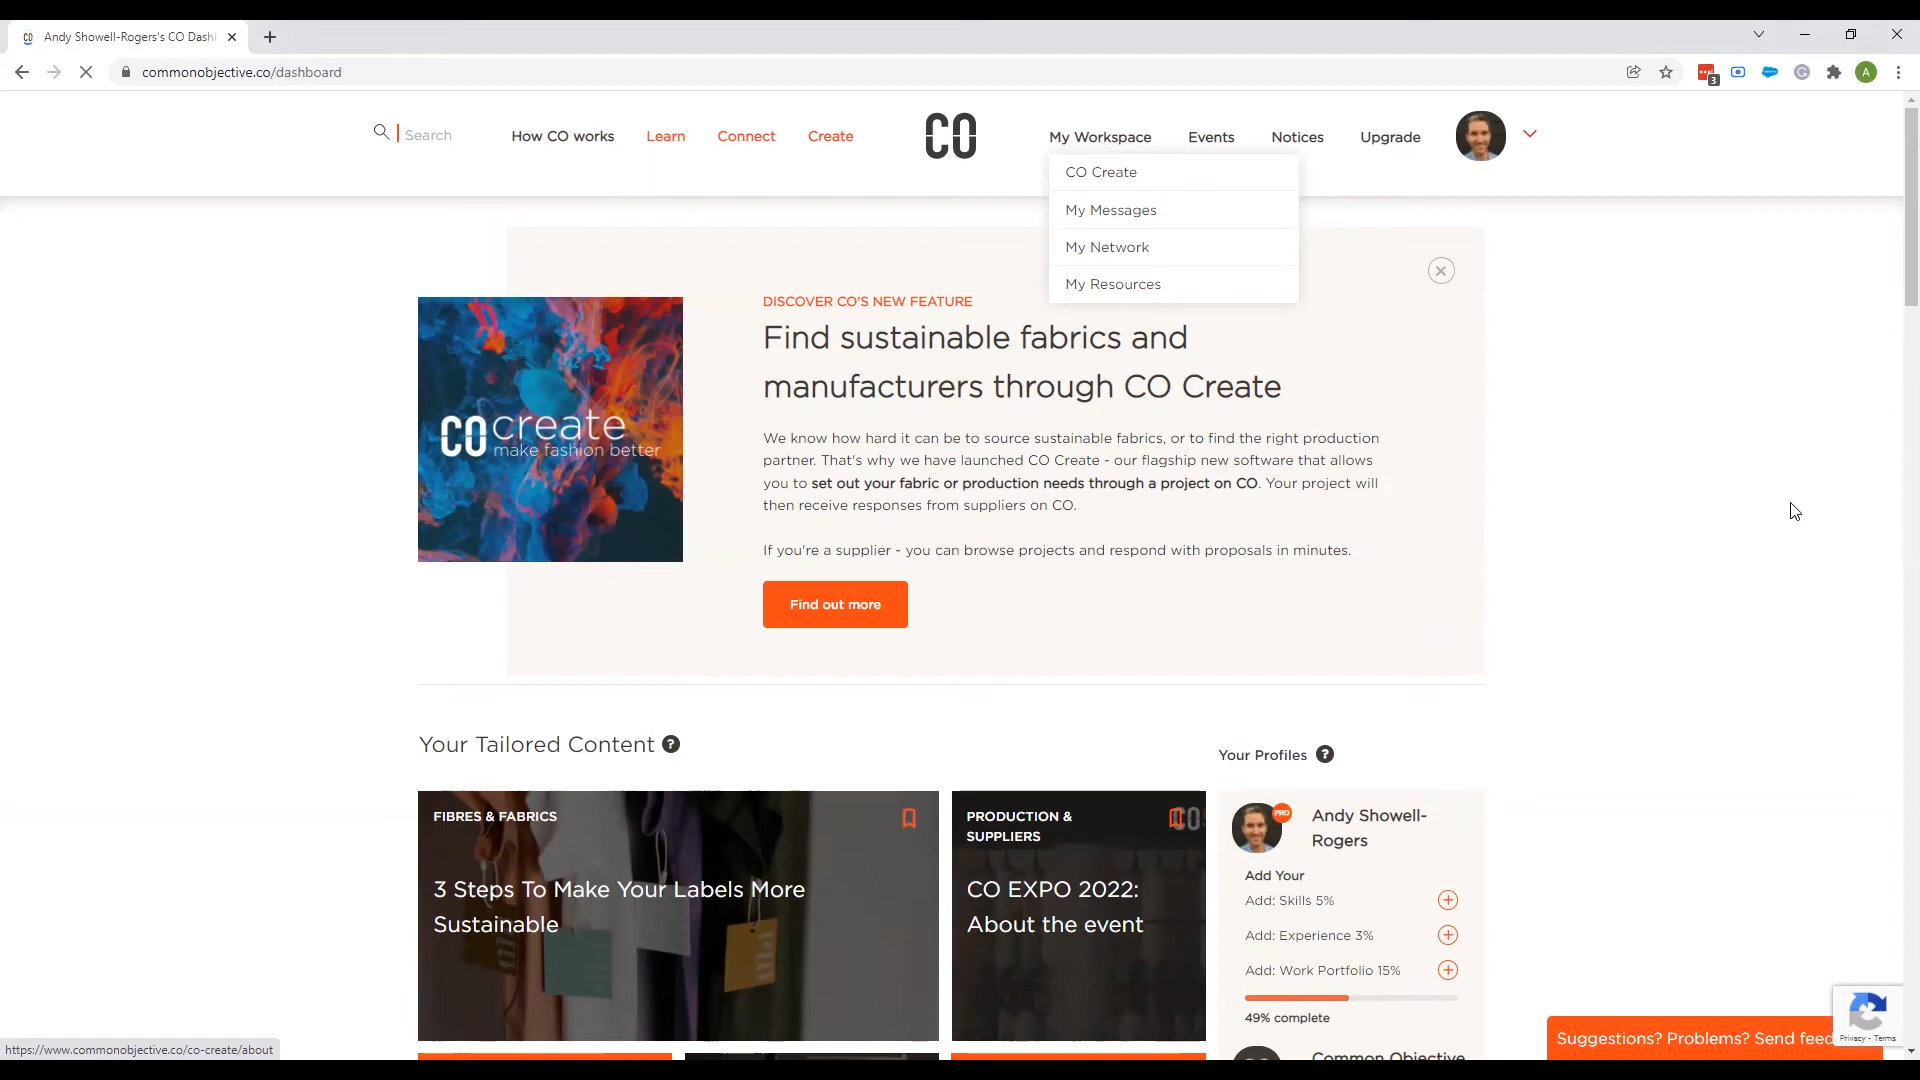 Andy Showell-Rogers's CO Dash
commonobjective.co/dashboard
3
A
Search
How CO works
Learn
Connect
Create
CO
My Workspace
Events
Notices
Upgrade
CO Create
My Messages
My Network
My Resources
DISCOVER CO'S NEW FEATURE
Find sustainable fabrics and
manufacturers through CO Create
co create
make fashion better
We know how hard it can be to source sustainable fabrics, or to find the right production
partner. That's why we have launched CO Create - our flagship new software that allows
you to set out your fabric or production needs through a project on CO. Your project will
then receive responses from suppliers on CO.
If you're a supplier - you can browse projects and respond with proposals in minutes.
Find out more
Your Tailored Content ?
Your Profiles ?
FIBRES & FABRICS
3 Steps To Make Your Labels More
Sustainable
PRODUCTION &
SUPPLIERS
CO
CO EXPO 2022:
About the event
PRO
Andy Showell-
Rogers
Add Your
Add: Skills 5%
Add: Experience 3%
Add: Work Portfolio 15%
49% complete
Common Objective
Suggestions? Problems? Send feed
Privacy - Terms
https://www.commonobjective.co/co-create/about